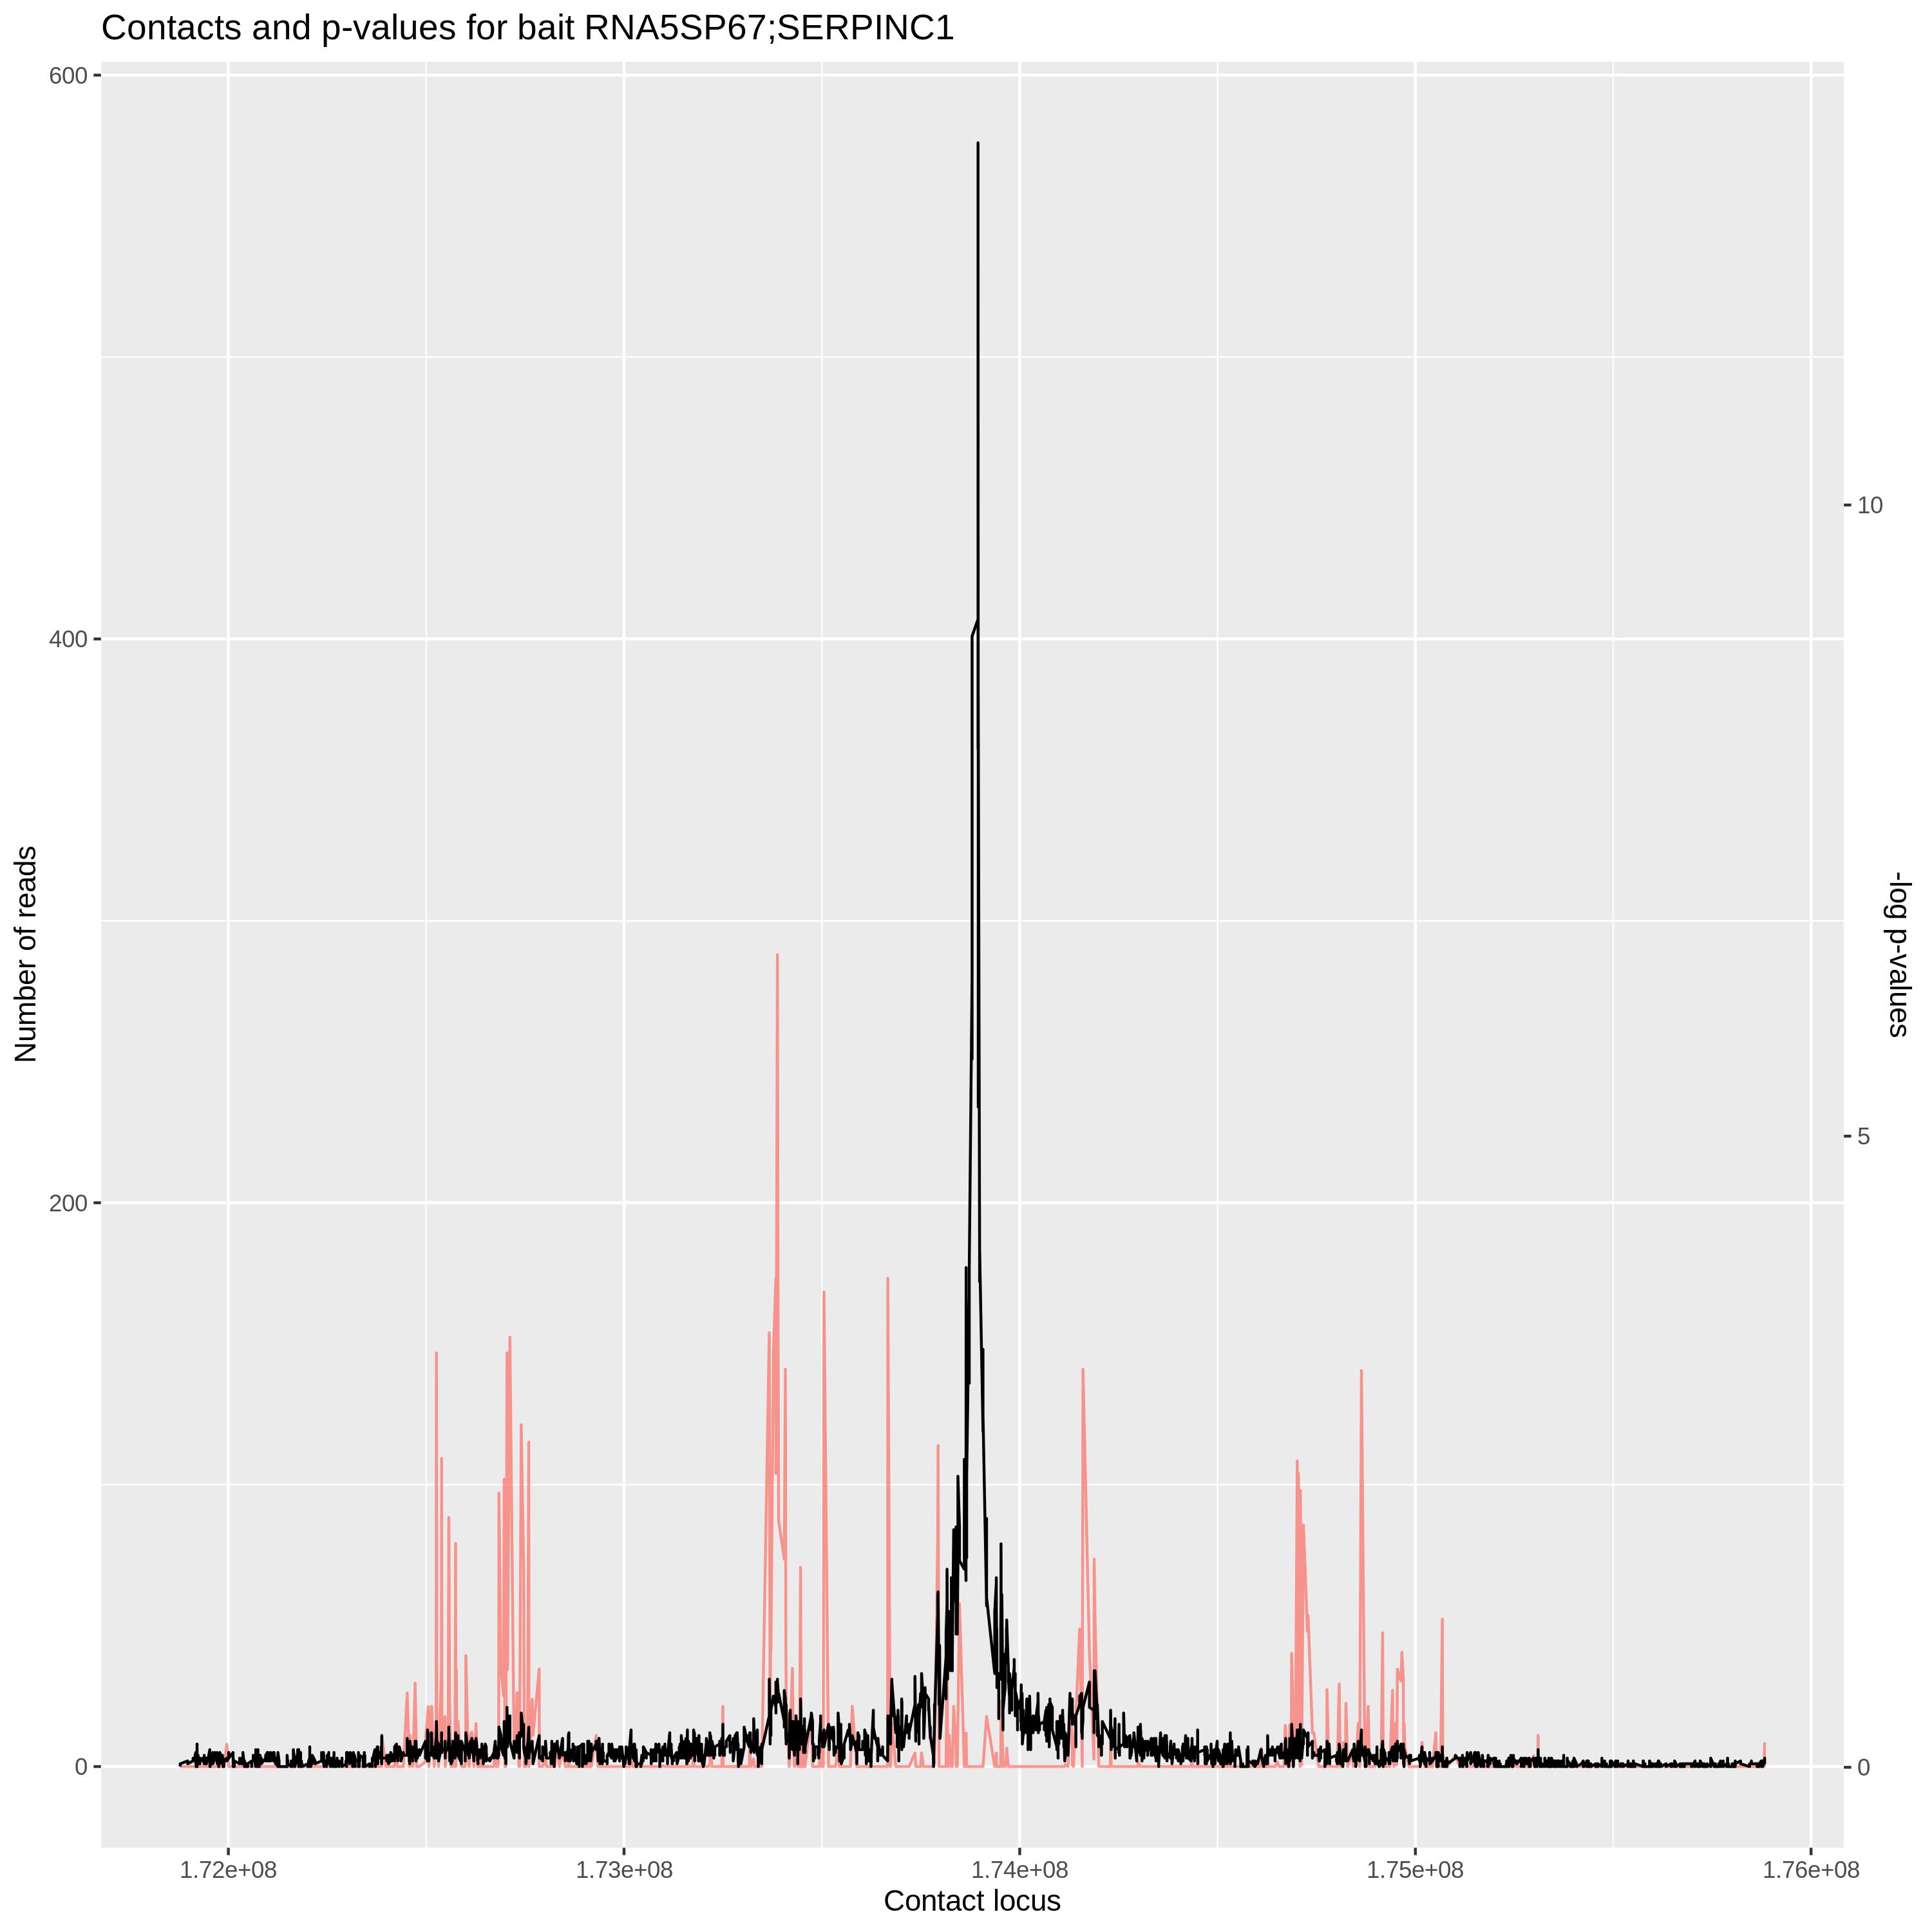 Contacts and p-values for bait RNA5SP67;SERPINC1
600
400
200
0
Number of reads
10
5
0
-log p-values
1.72e+08 1.73e+08 1.74e+08 1.75e+08 1.76e+08
Contact locus